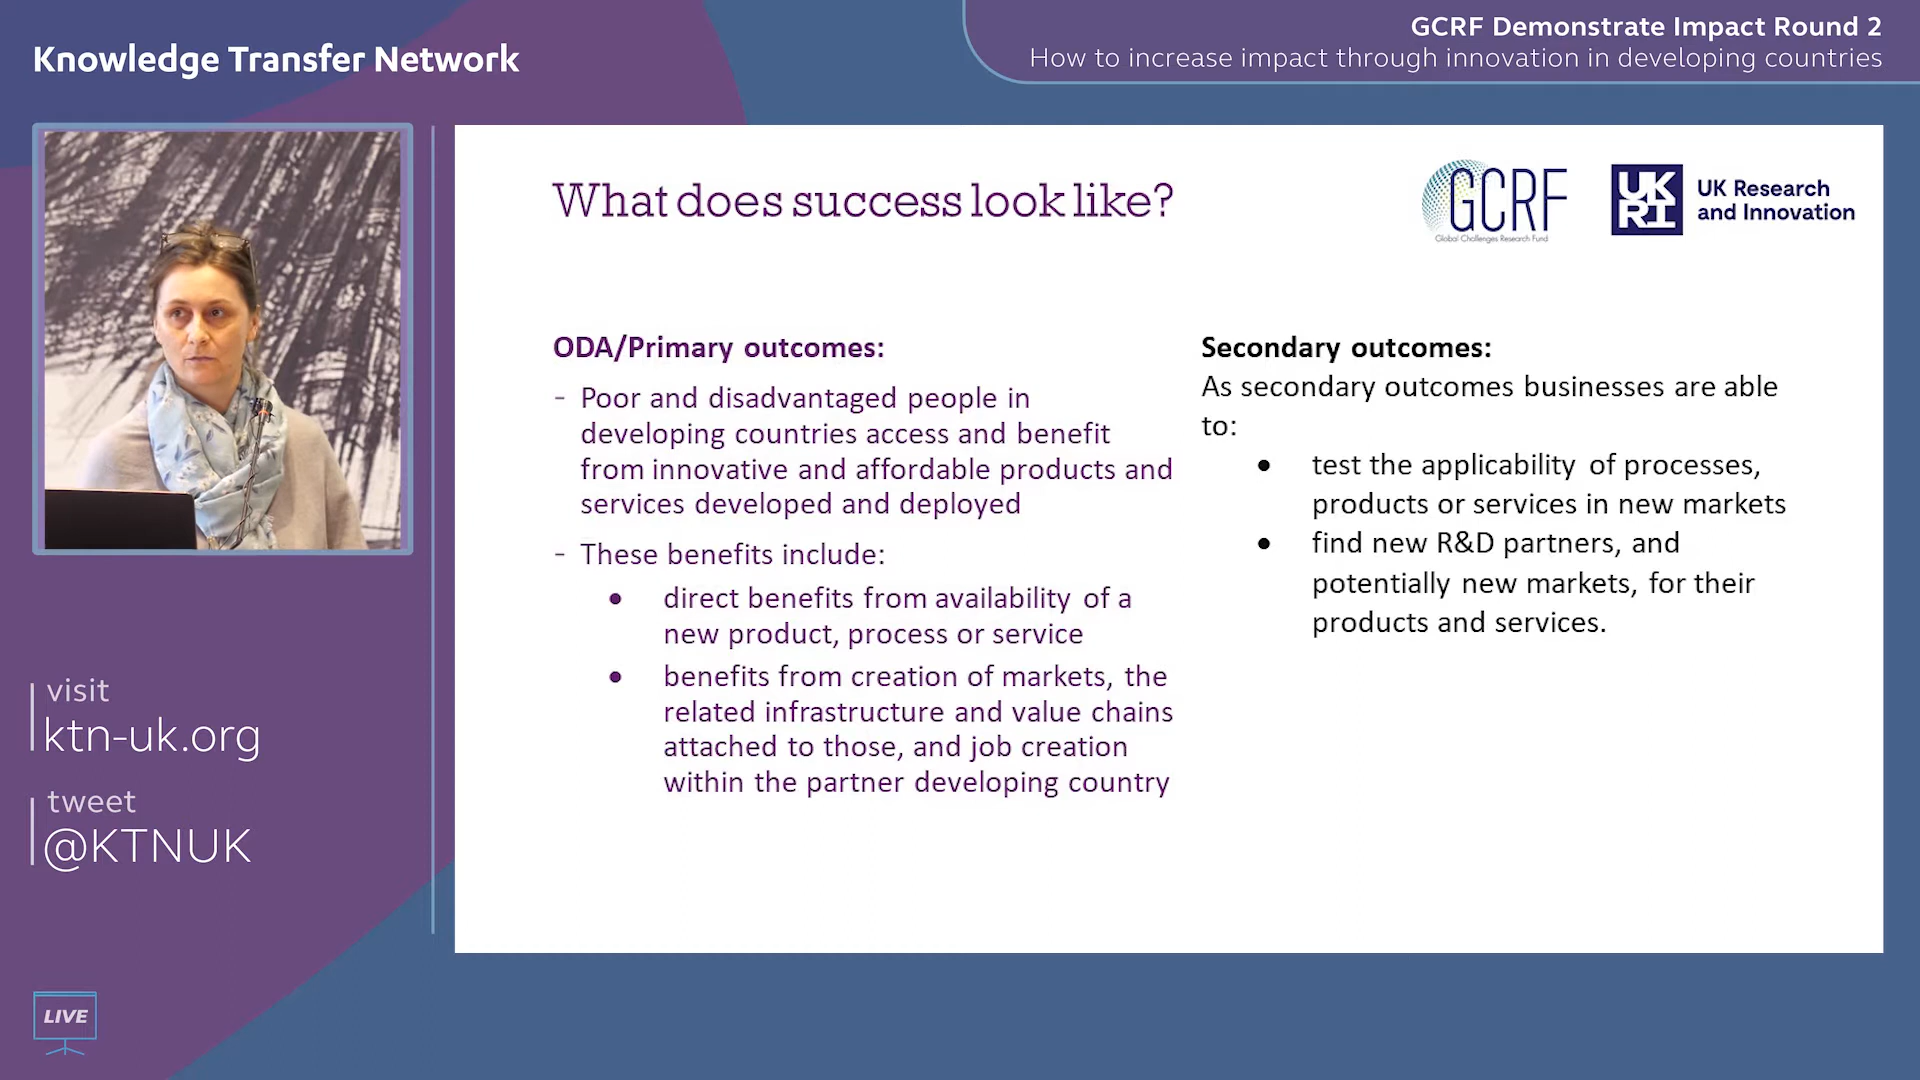 Knowledge Transfer Network
GCRF Demonstrate Impact Round 2
How to increase impact through innovation in developing countries
What does success look like?
GCRF
Global Challenges Research Fund
UK
RI
UK Research
and Innovation
ODA/Primary outcomes:
- Poor and disadvantaged people in
developing countries access and benefit
from innovative and affordable products and
services developed and deployed
- These benefits include:
• direct benefits from availability of a
new product, process or service
• benefits from creation of markets, the
related infrastructure and value chains
attached to those, and job creation
within the partner developing country
Secondary outcomes:
As secondary outcomes businesses are able
to:
• test the applicability of processes,
products or services in new markets
• find new R&D partners, and
potentially new markets, for their
products and services.
visit
ktn-uk.org
tweet
@KTNUK
LIVE